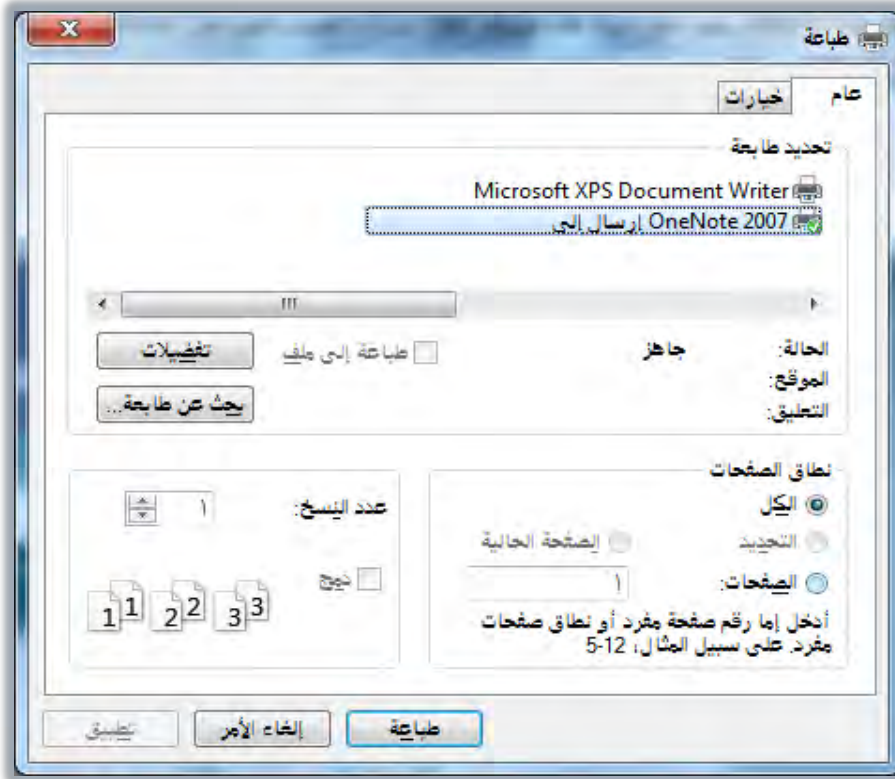 طباعة
عام
خيارات
تحديد طابعة
Microsoft XPS Document Writer
OneNote 2007 إرسال إلى
الحالة: جاهز
طباعة إلى ملف
تفضيلات
الموقع:
التعليق:
بحث عن طابعة...
نطاق الصفحات
الكل
التحديد
الصفحة الحالية
الصفحات: ١
أدخل إما رقم صفحة مفرد أو نطاق صفحات
مفرد. على سبيل المثال، 12-5
عدد النسخ: ١
دمج
1 1 2 2 3 3
طباعة
إلغاء الأمر
تطبيق